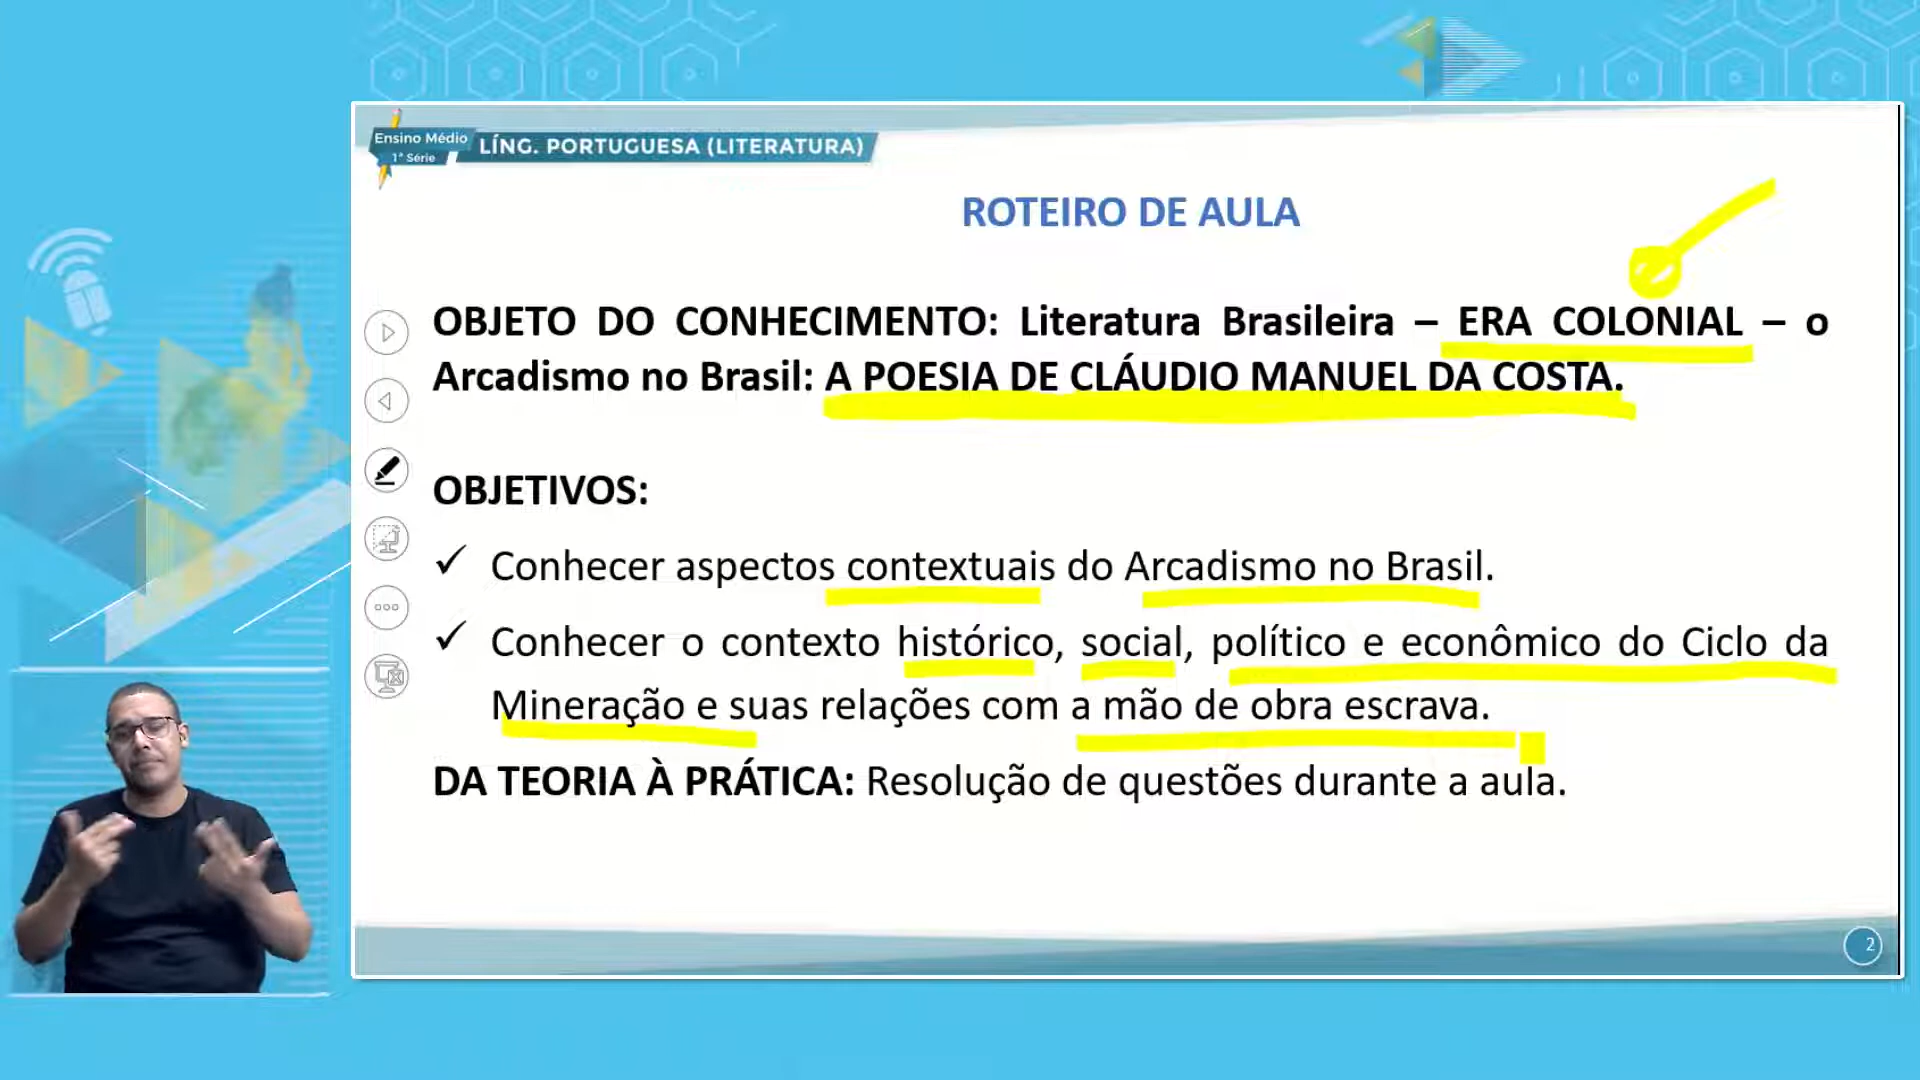 Ensino Médio
1ª Série
LÍNG. PORTUGUESA (LITERATURA)
ROTEIRO DE AULA
OBJETO DO CONHECIMENTO: Literatura Brasileira – ERA COLONIAL – o
Arcadismo no Brasil: A POESIA DE CLÁUDIO MANUEL DA COSTA.
OBJETIVOS:
✓ Conhecer aspectos contextuais do Arcadismo no Brasil.
✓ Conhecer o contexto histórico, social, político e econômico do Ciclo da
Mineração e suas relações com a mão de obra escrava.
DA TEORIA À PRÁTICA: Resolução de questões durante a aula.
2